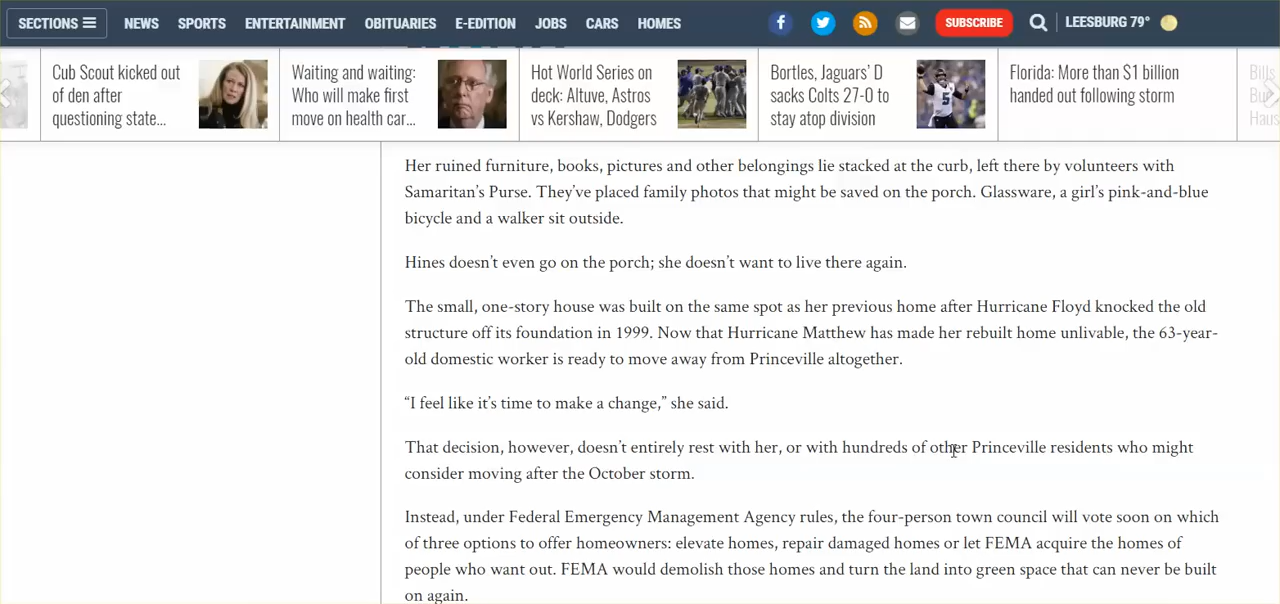 SECTIONS NEWS SPORTS ENTERTAINMENT OBITUARIES E-EDITION JOBS CARS HOMES SUBSCRIBE LEESBURG 79°
Cub Scout kicked out
of den after
questioning state...
Waiting and waiting:
Who will make first
move on health car...
Hot World Series on
deck: Altuve, Astros
vs Kershaw, Dodgers
Bortles, Jaguars' D
sacks Colts 27-0 to
stay atop division
Florida: More than $1 billion
handed out following storm
Bills
Haus
Her ruined furniture, books, pictures and other belongings lie stacked at the curb, left there by volunteers with
Samaritan’s Purse. They’ve placed family photos that might be saved on the porch. Glassware, a girl’s pink-and-blue
bicycle and a walker sit outside.
Hines doesn’t even go on the porch; she doesn’t want to live there again.
The small, one-story house was built on the same spot as her previous home after Hurricane Floyd knocked the old
structure off its foundation in 1999. Now that Hurricane Matthew has made her rebuilt home unlivable, the 63-year-
old domestic worker is ready to move away from Princeville altogether.
“I feel like it’s time to make a change,” she said.
That decision, however, doesn’t entirely rest with her, or with hundreds of other Princeville residents who might
consider moving after the October storm.
Instead, under Federal Emergency Management Agency rules, the four-person town council will vote soon on which
of three options to offer homeowners: elevate homes, repair damaged homes or let FEMA acquire the homes of
people who want out. FEMA would demolish those homes and turn the land into green space that can never be built
on again.